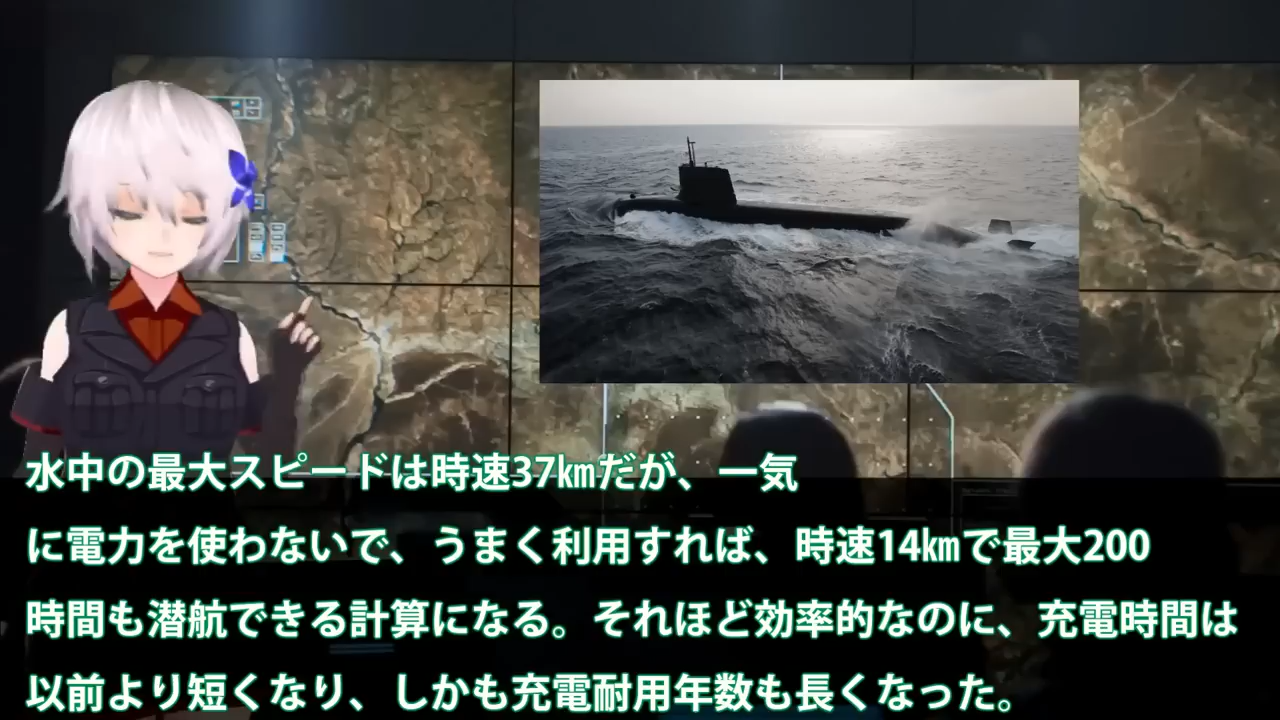 水中の最大スピードは時速37㎞だが、一気
に電力を使わないで、うまく利用すれば、時速14㎞で最大200
時間も潜航できる計算になる。それほど効率的なのに、充電時間は
以前より短くなり、しかも充電耐用年数も長くなった。